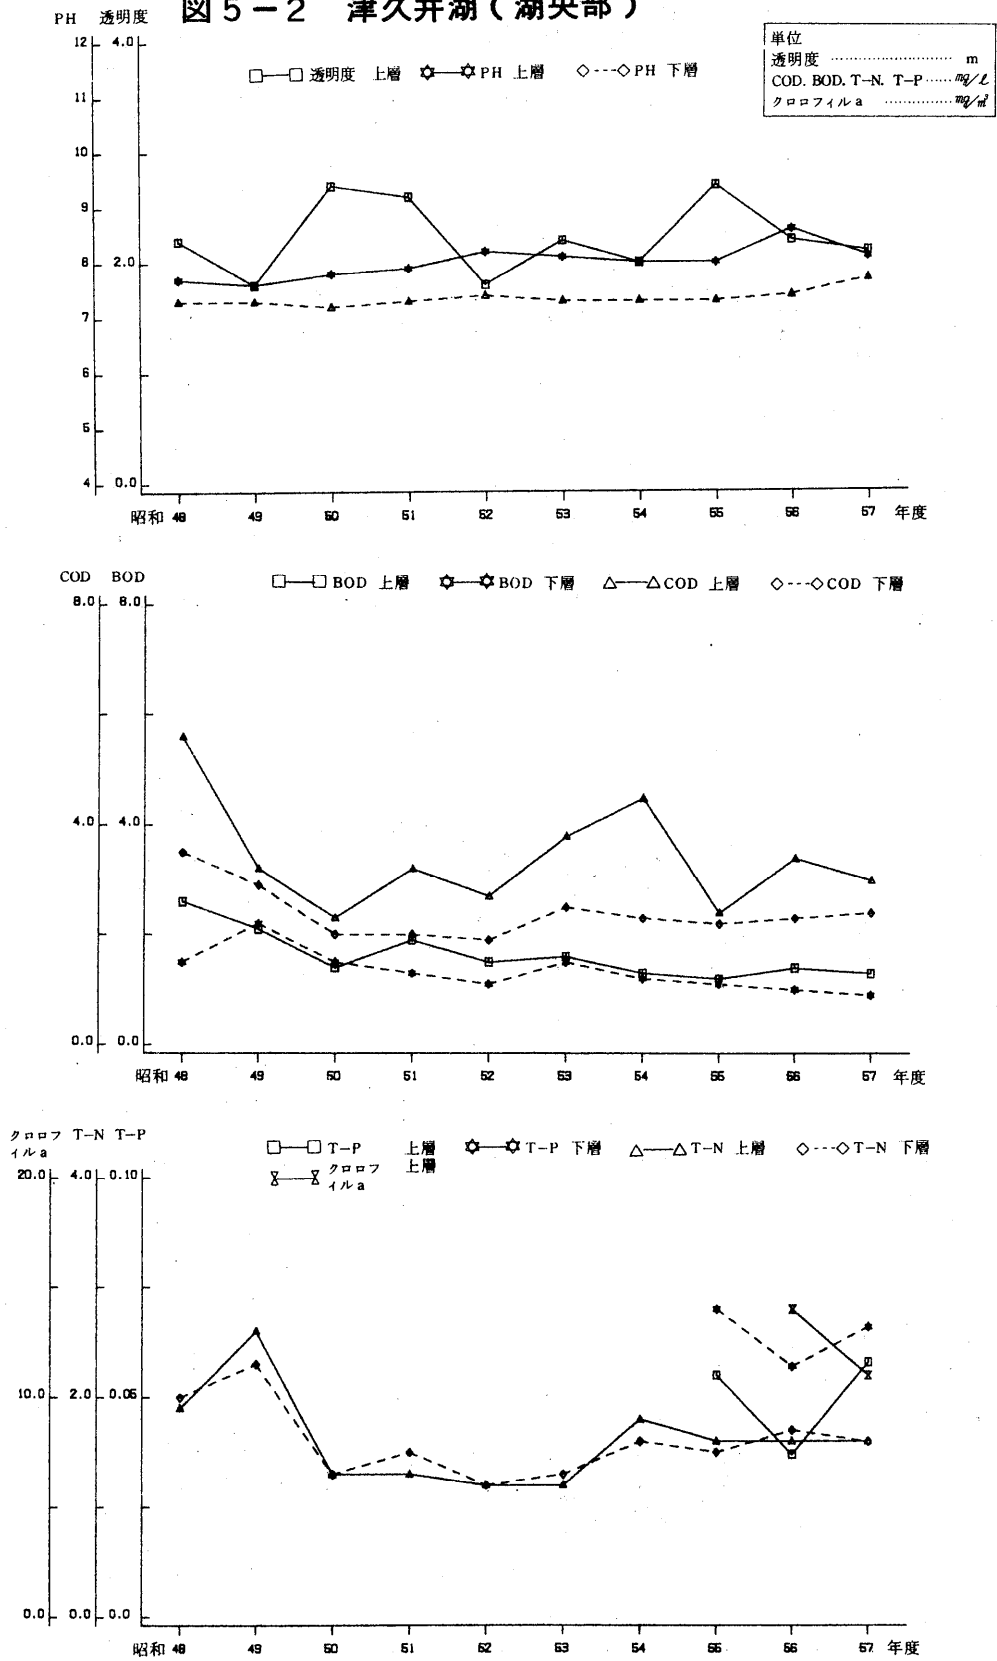 図5－2 津久井湖(湖央部)
PH 透明度
単位
透明度 …………………… m
COD. BOD. T-N. T-P …… mg/ℓ
クロロフィルa …………… mg/m³
透明度 上層 PH 上層 PH 下層
12 4.0
11
10
9
8 2.0
7
6
5
4 0.0
昭和 48 49 50 51 52 53 54 55 56 57 年度
COD BOD
BOD 上層 BOD 下層 COD 上層 COD 下層
8.0 8.0
4.0 4.0
0.0 0.0
昭和 48 49 50 51 52 53 54 55 56 57 年度
クロロフ T-N T-P
ィルa
T-P 上層 T-P 下層 T-N 上層 T-N 下層
クロロフ 上層
ィルa
20.0 4.0 0.10
10.0 2.0 0.05
0.0 0.0 0.0
昭和 48 49 50 51 52 53 54 55 56 57 年度